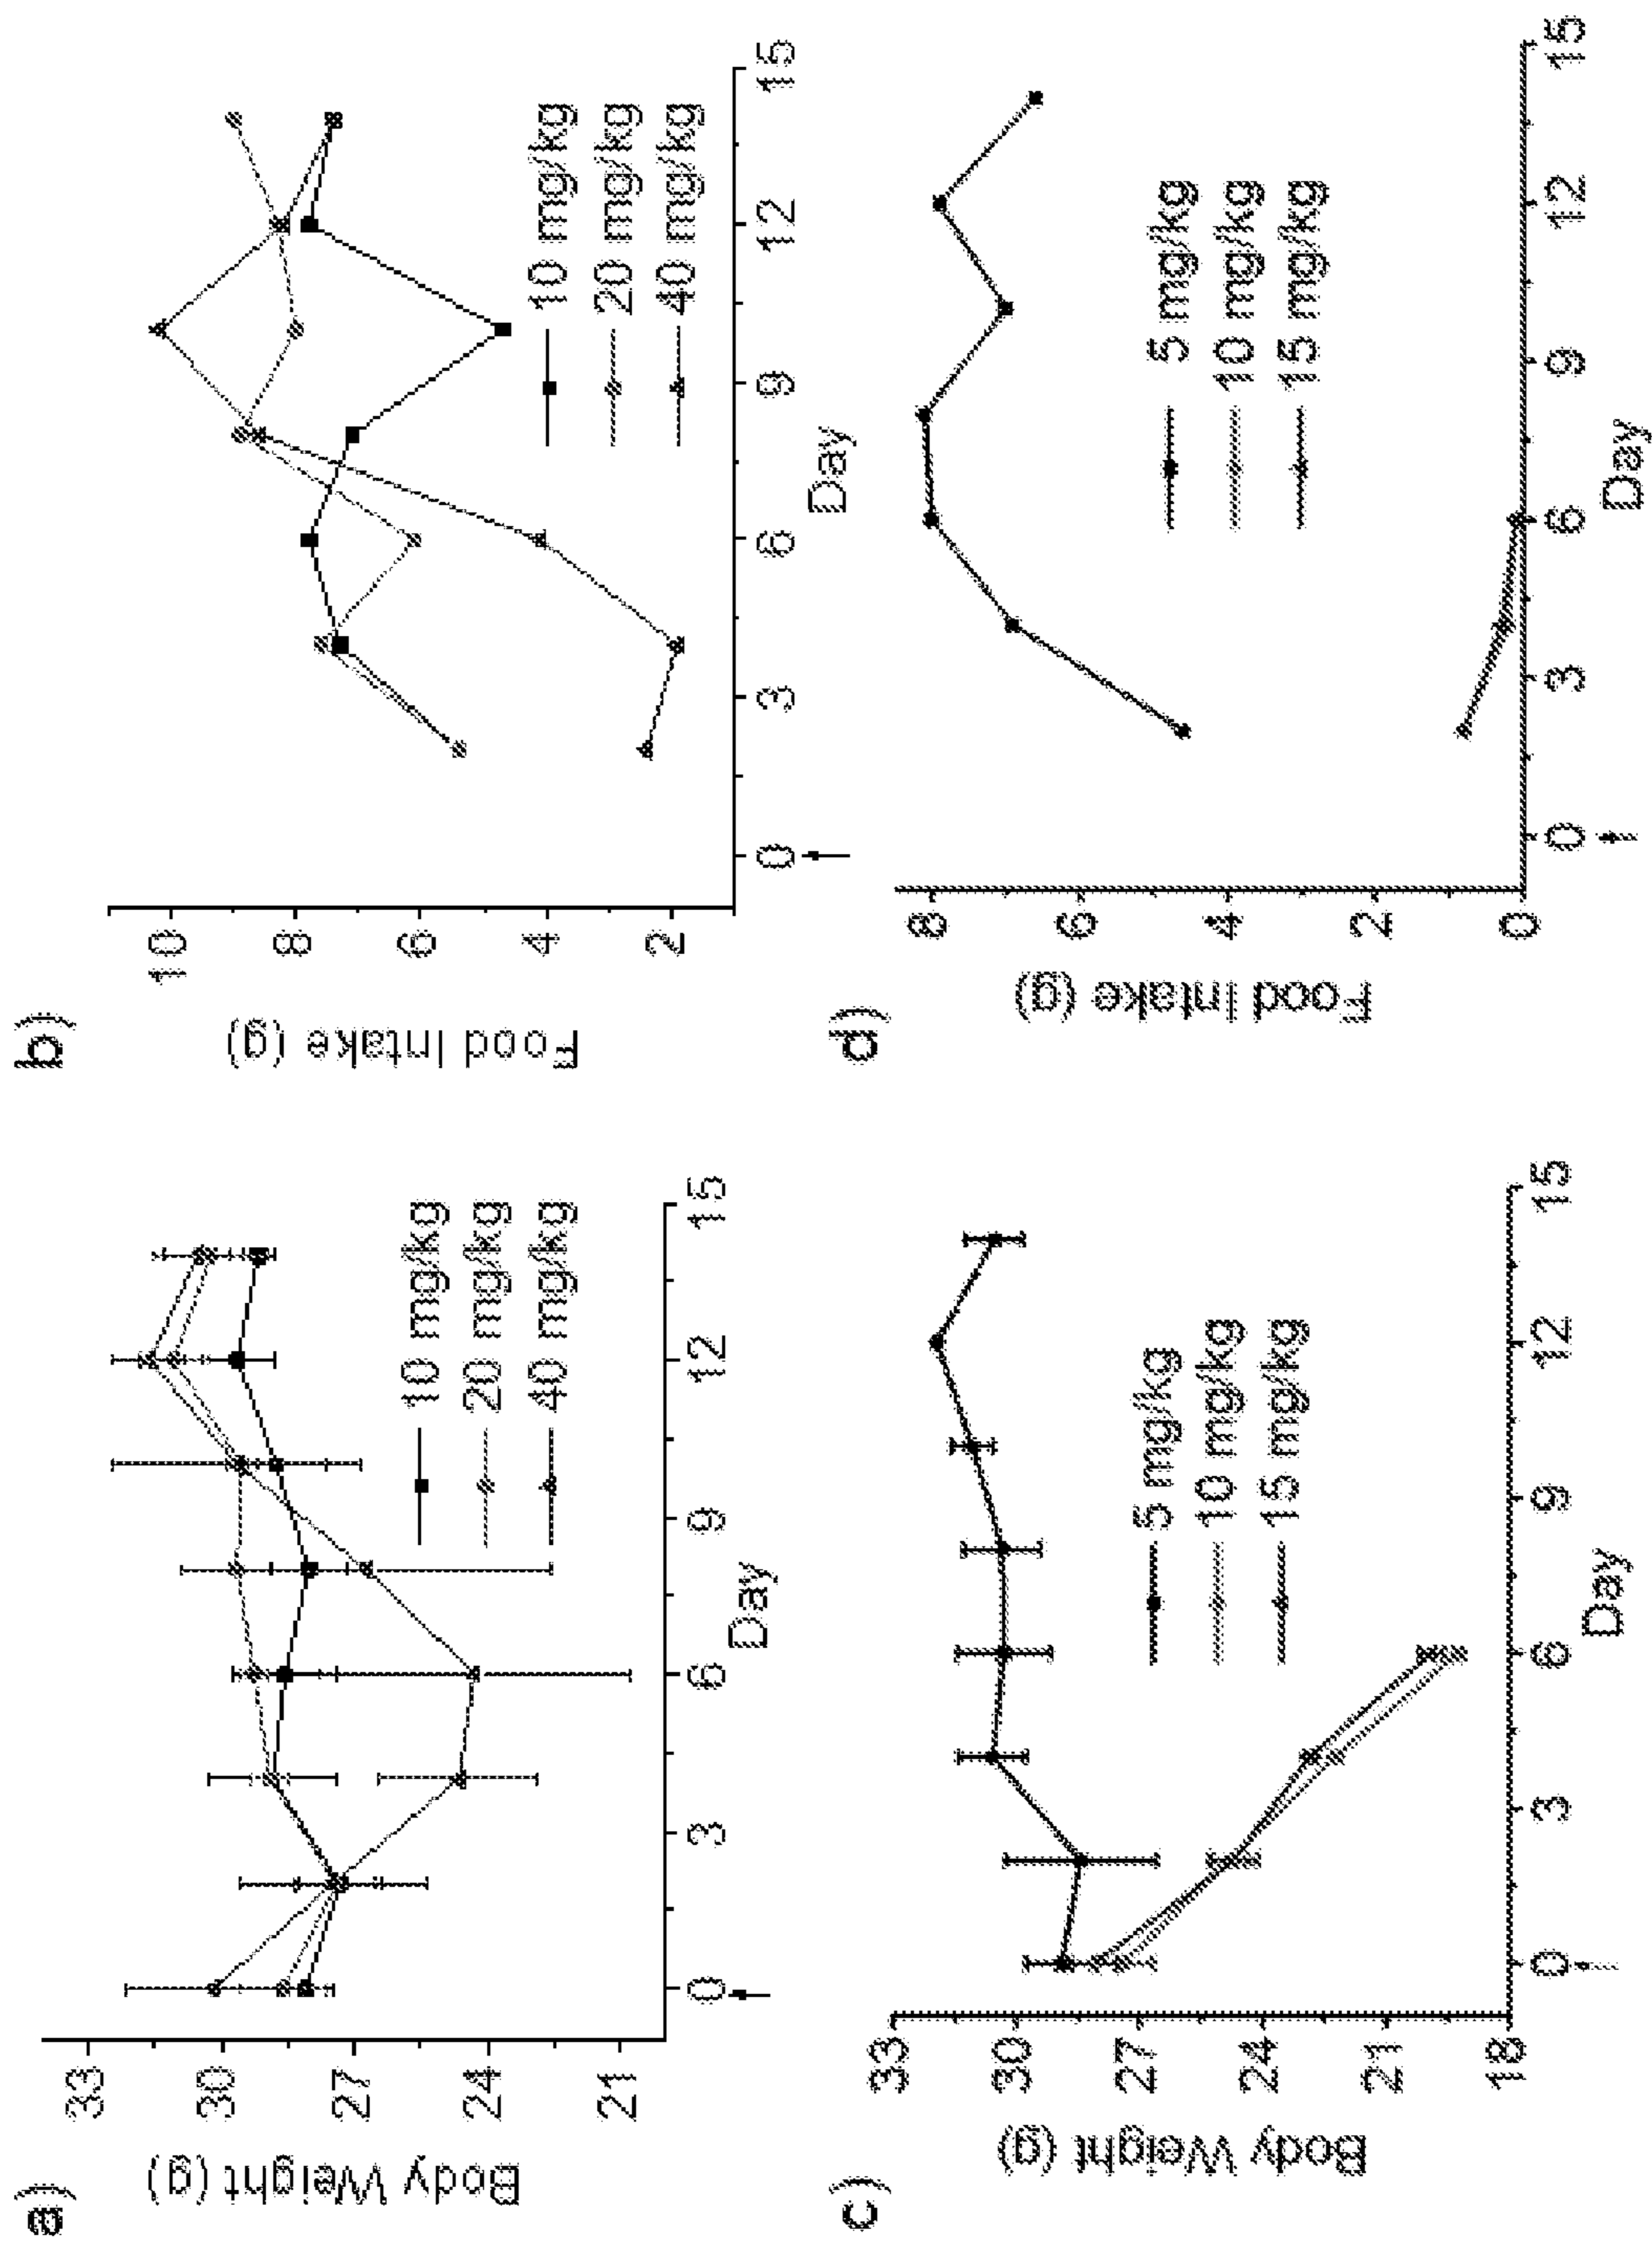 a)
Body Weight (g)
33
30
27
24
21
0
3
6
9
12
15
Day
10 mg/kg
20 mg/kg
40 mg/kg
b)
Food Intake (g)
10
8
6
4
2
0
3
6
9
12
15
Day
10 mg/kg
20 mg/kg
40 mg/kg
c)
Body Weight (g)
33
30
27
24
21
18
0
3
6
9
12
15
Day
5 mg/kg
10 mg/kg
15 mg/kg
d)
Food Intake (g)
8
6
4
2
0
0
3
6
9
12
15
Day
5 mg/kg
10 mg/kg
15 mg/kg